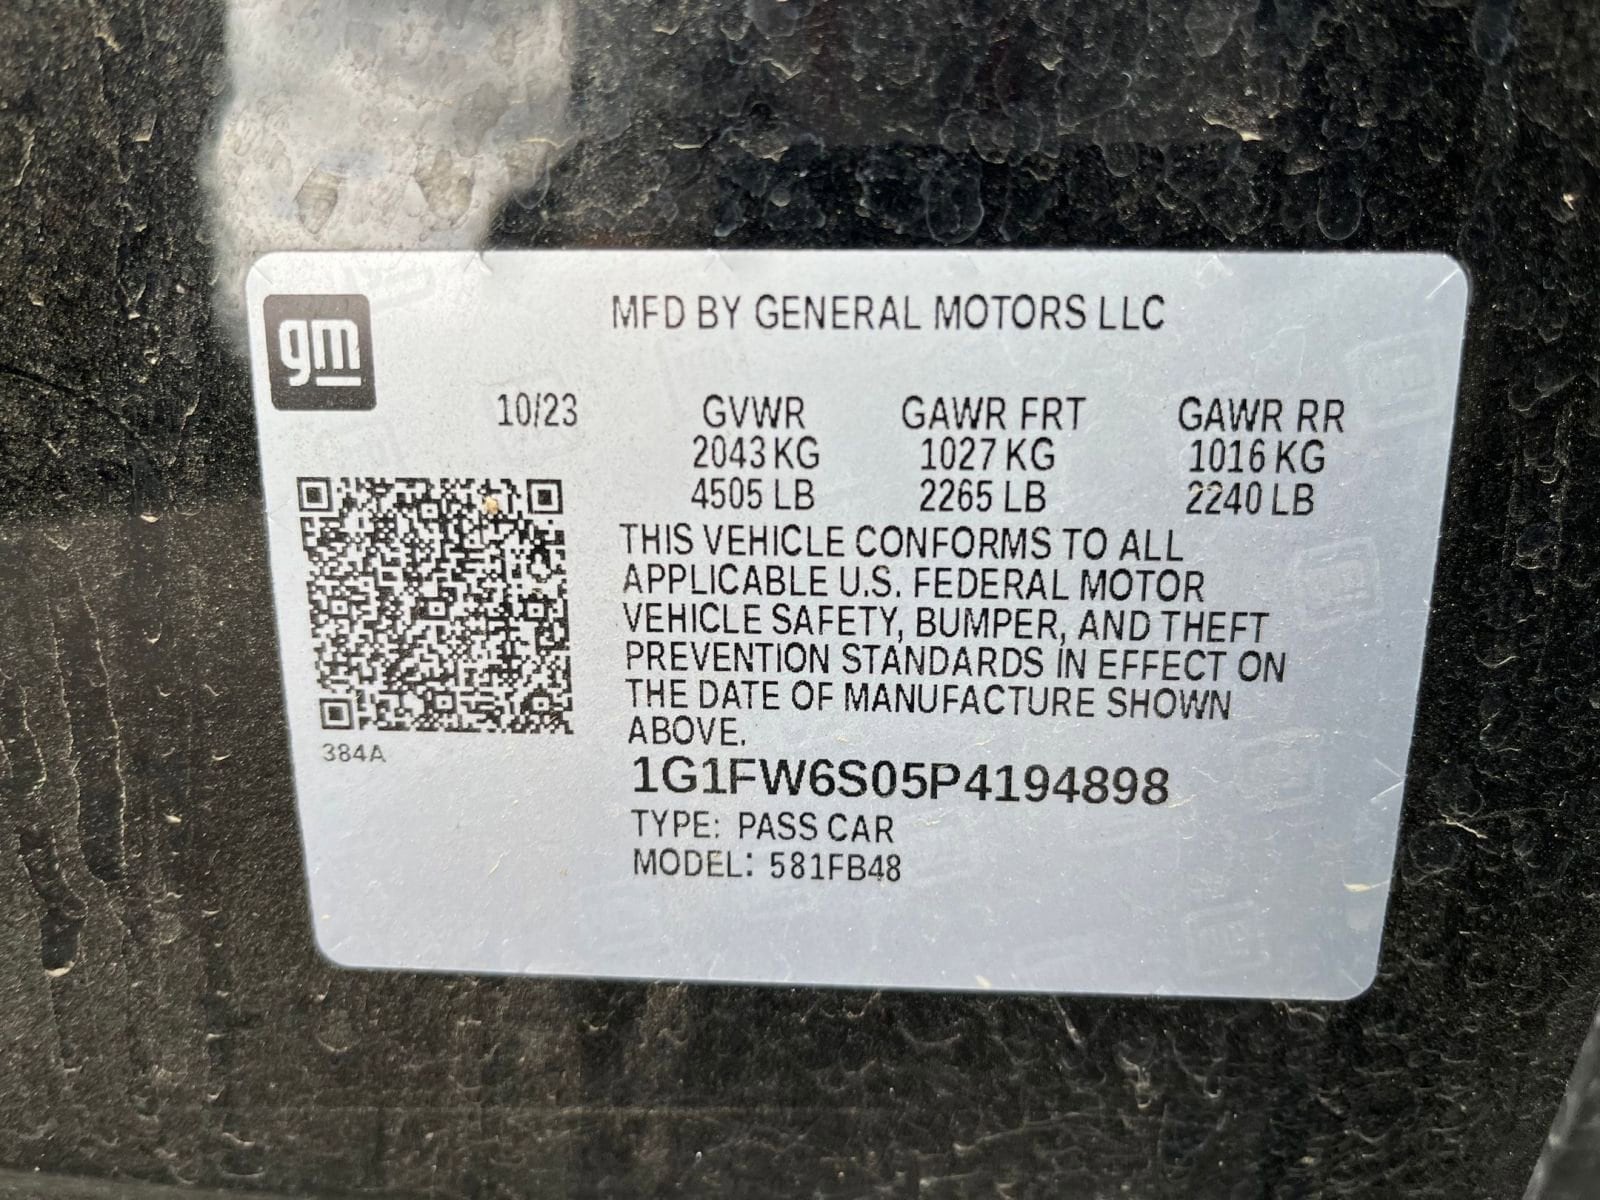 gm
MFD BY GENERAL MOTORS LLC
10/23 GVWR GAWR FRT GAWR RR
2043 KG 1027 KG 1016 KG
4505 LB 2265 LB 2240 LB
THIS VEHICLE CONFORMS TO ALL
APPLICABLE U.S. FEDERAL MOTOR
VEHICLE SAFETY, BUMPER, AND THEFT
PREVENTION STANDARDS IN EFFECT ON
THE DATE OF MANUFACTURE SHOWN
ABOVE.
384A
1G1FW6S05P4194898
TYPE: PASS CAR
MODEL: 581FB48